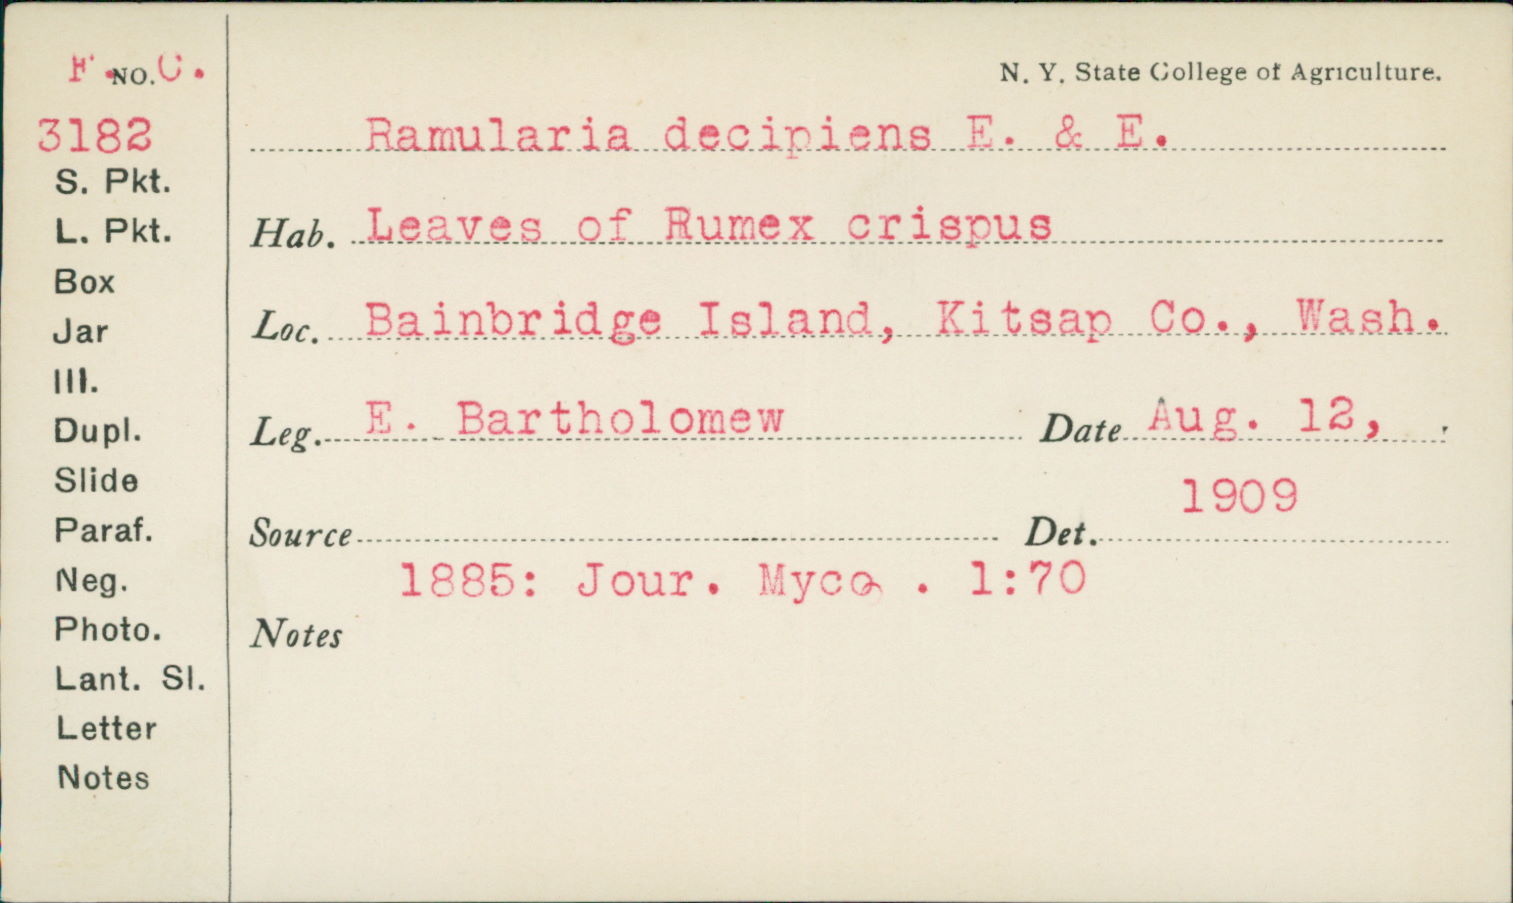 F. NO. C.
3182
S. Pkt.
L. Pkt.
Box
Jar
Ill.
Dupl.
Slide
Paraf.
Neg.
Photo.
Lant. Sl.
Letter
Notes
N. Y. State College of Agriculture.
Ramularia decipiens E. & E.
Hab. Leaves of Rumex crispus
Loc. Bainbridge Island, Kitsap Co., Wash.
Leg. E. Bartholomew Date Aug. 12,
1909
Source Det.
1885: Jour. Myco . 1:70
Notes